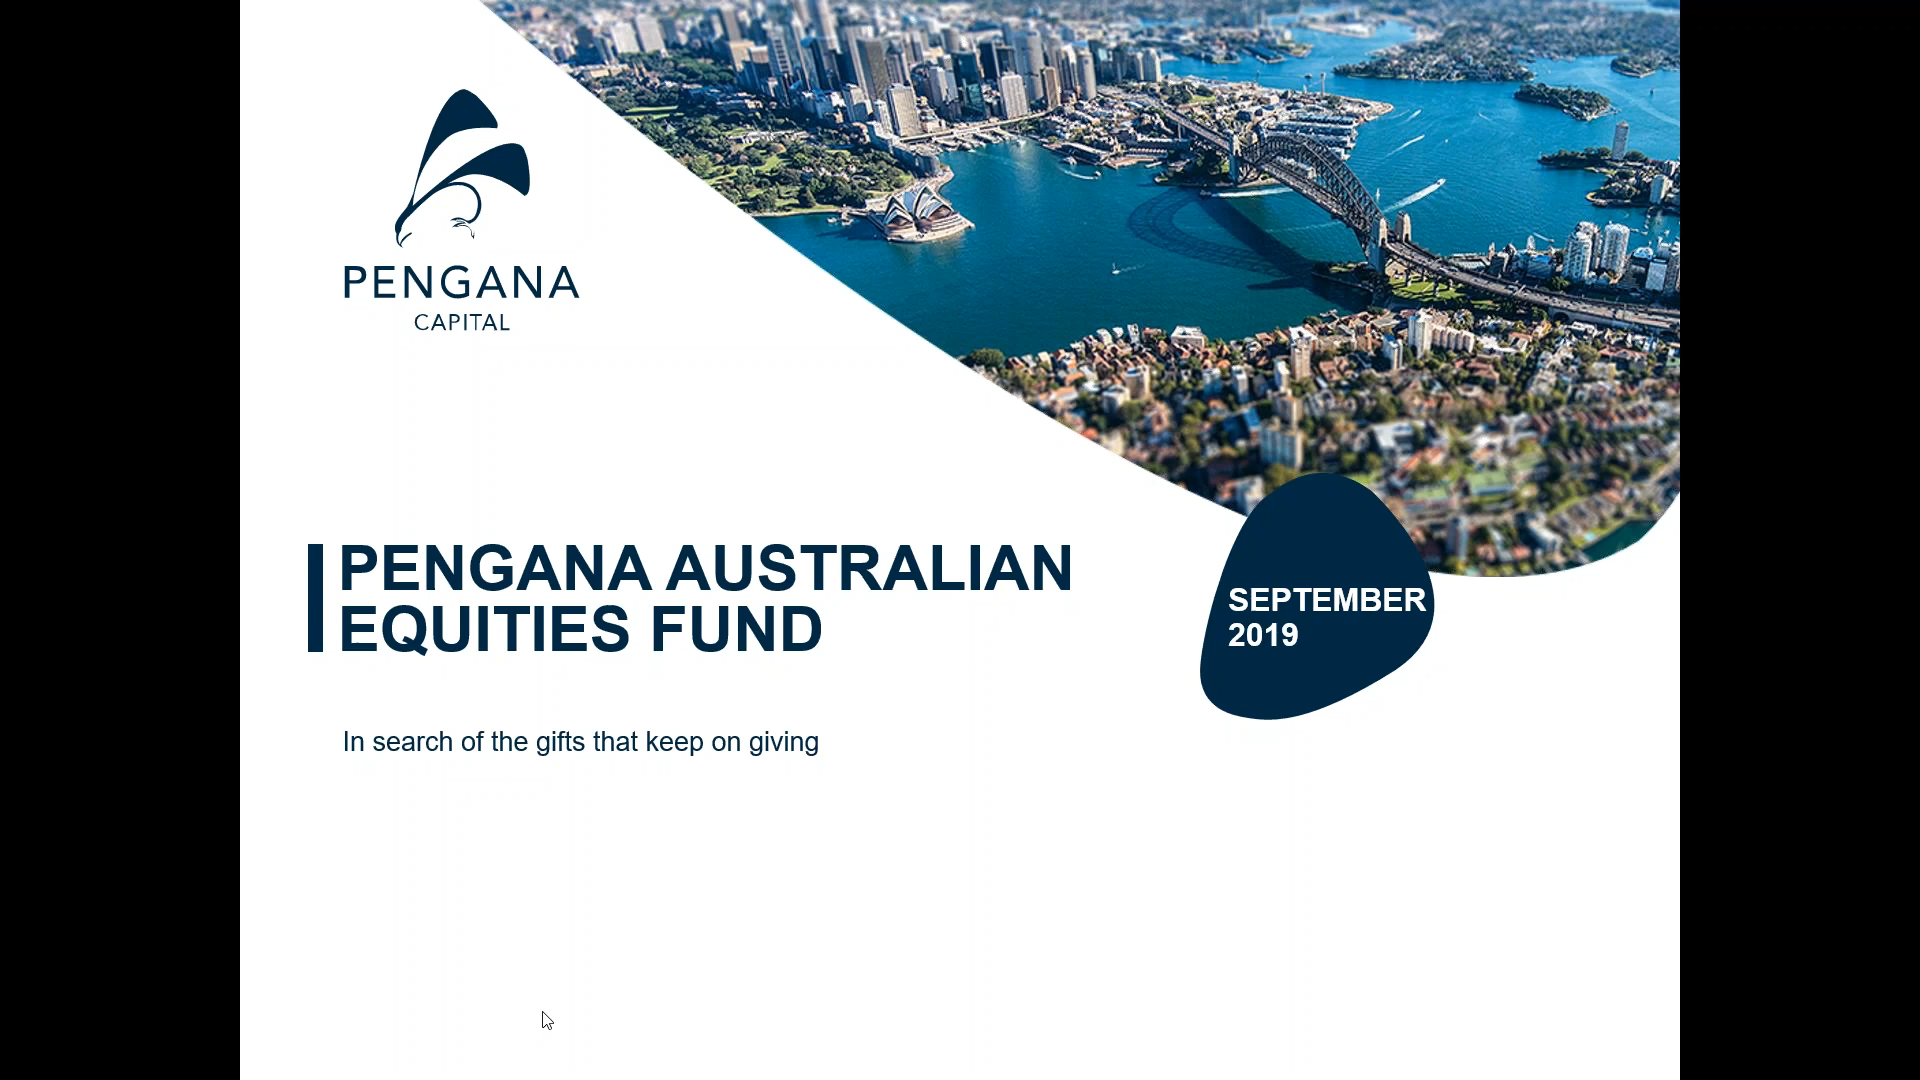 PENGANA
CAPITAL
PENGANA AUSTRALIAN
EQUITIES FUND
SEPTEMBER
2019
In search of the gifts that keep on giving